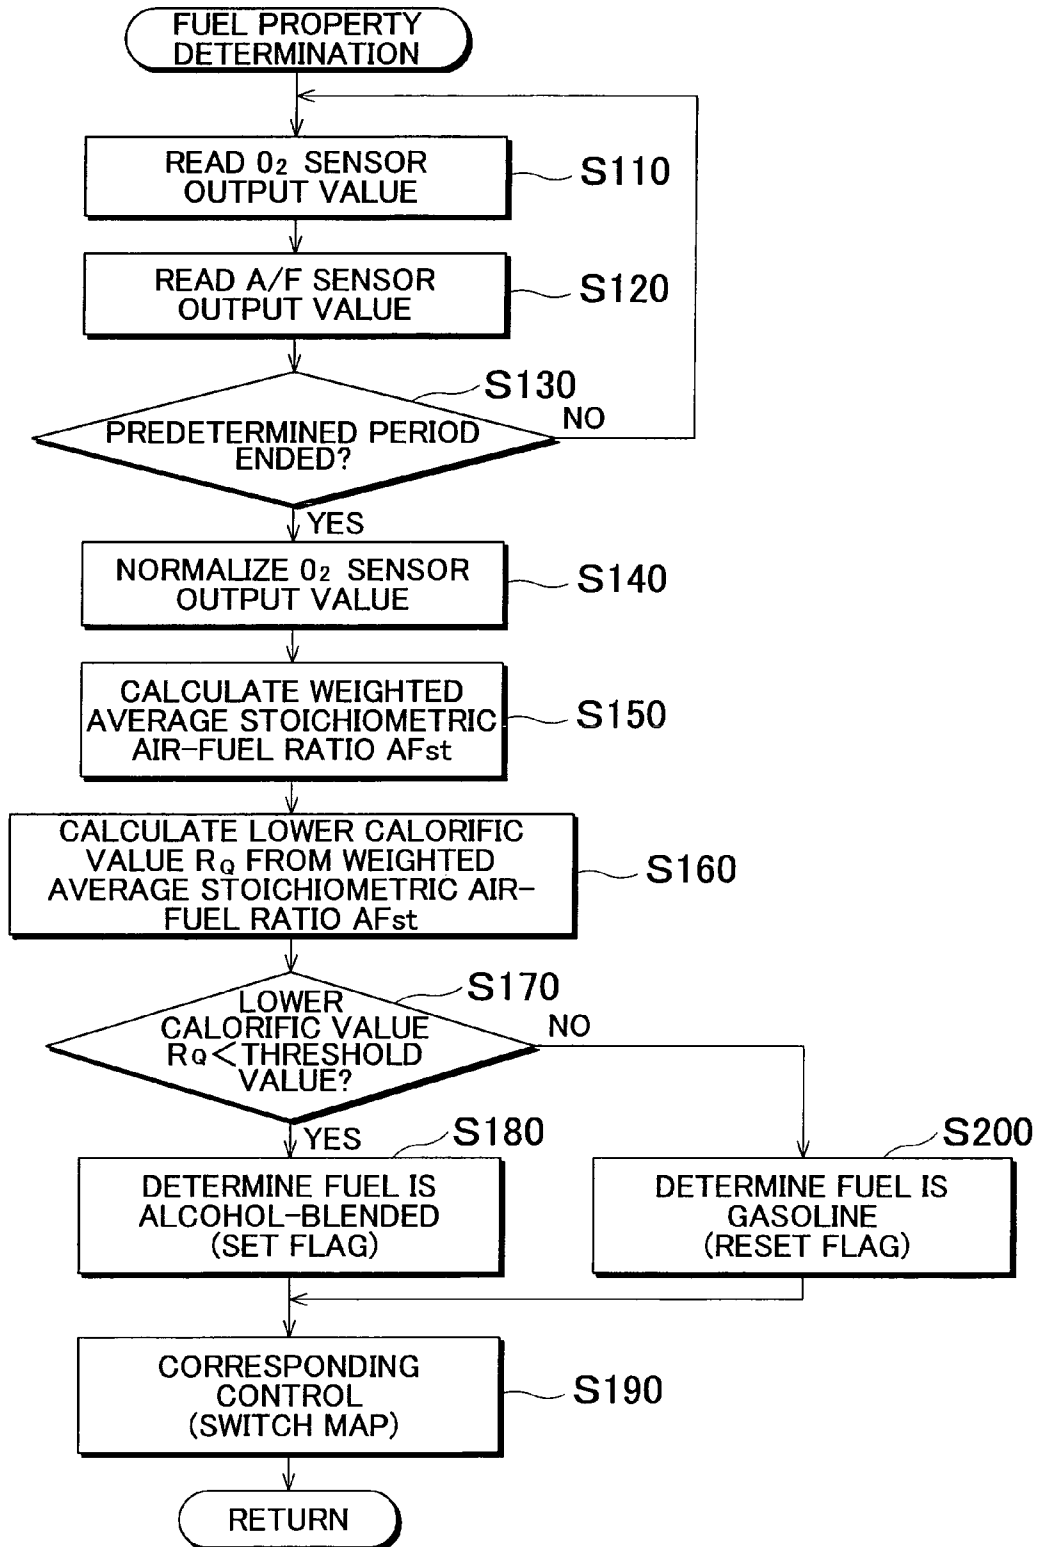 FUEL PROPERTY
DETERMINATION
READ O₂ SENSOR
OUTPUT VALUE
S110
READ A/F SENSOR
OUTPUT VALUE
S120
S130
PREDETERMINED PERIOD
ENDED?
NO
YES
NORMALIZE O₂ SENSOR
OUTPUT VALUE
S140
CALCULATE WEIGHTED
AVERAGE STOICHIOMETRIC
AIR-FUEL RATIO AFst
S150
CALCULATE LOWER CALORIFIC
VALUE RQ FROM WEIGHTED
AVERAGE STOICHIOMETRIC AIR-
FUEL RATIO AFst
S160
S170
LOWER
CALORIFIC VALUE
RQ<THRESHOLD
VALUE?
NO
YES
S180
DETERMINE FUEL IS
ALCOHOL-BLENDED
(SET FLAG)
S200
DETERMINE FUEL IS
GASOLINE
(RESET FLAG)
CORRESPONDING
CONTROL
(SWITCH MAP)
S190
RETURN